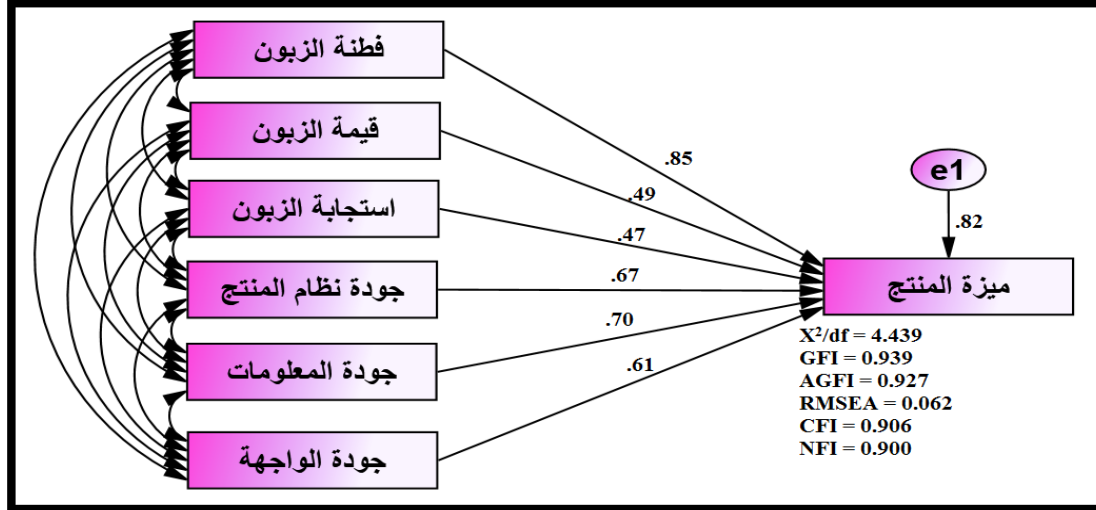 فطنة الزبون
قيمة الزبون
استجابة الزبون
جودة نظام المنتج
جودة المعلومات
جودة الواجهة
.85
.49
.47
.67
.70
.61
e1
.82
ميزة المنتج
X²/df = 4.439
GFI = 0.939
AGFI = 0.927
RMSEA = 0.062
CFI = 0.906
NFI = 0.900